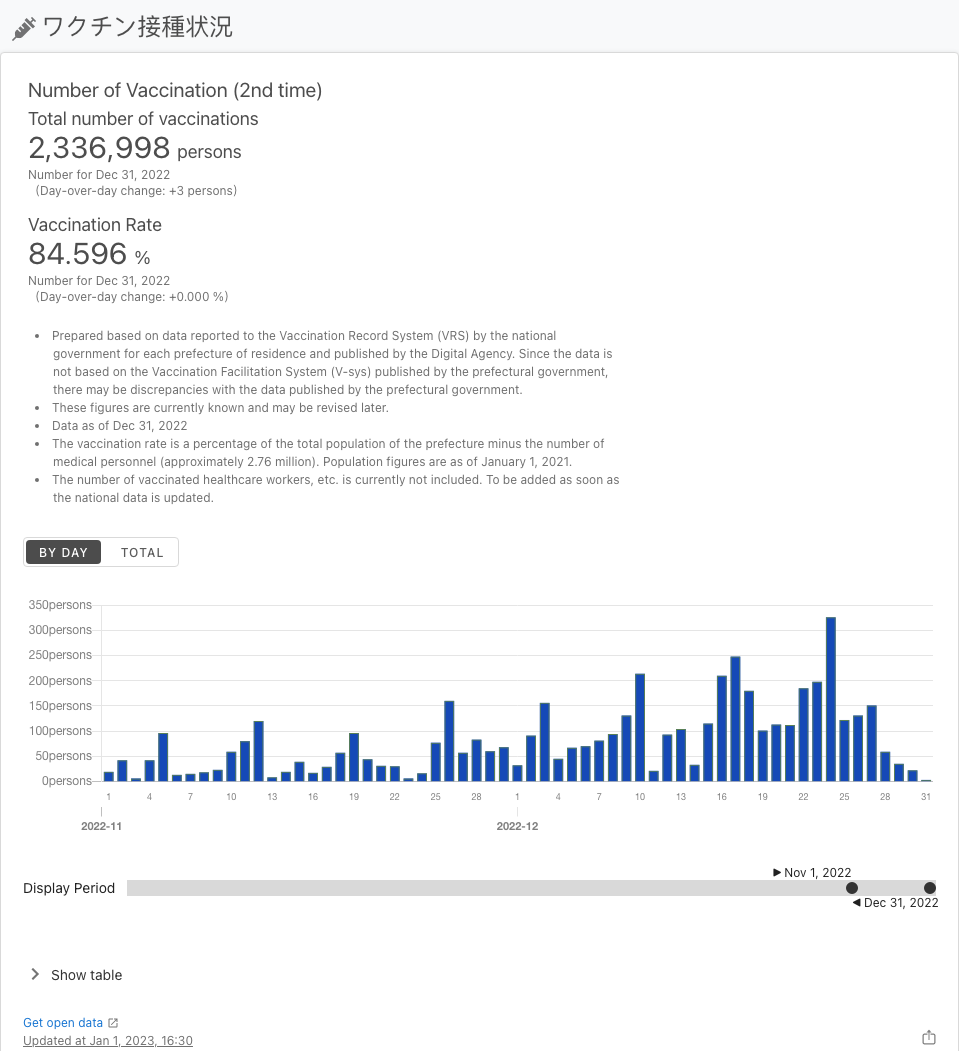 ワクチン接種状況
Number of Vaccination (2nd time)
Total number of vaccinations
2,336,998 persons
Number for Dec 31, 2022
(Day-over-day change: +3 persons)
Vaccination Rate
84.596 %
Number for Dec 31, 2022
(Day-over-day change: +0.000 %)
• Prepared based on data reported to the Vaccination Record System (VRS) by the national
government for each prefecture of residence and published by the Digital Agency. Since the data is
not based on the Vaccination Facilitation System (V-sys) published by the prefectural government,
there may be discrepancies with the data published by the prefectural government.
• These figures are currently known and may be revised later.
• Data as of Dec 31, 2022
• The vaccination rate is a percentage of the total population of the prefecture minus the number of
medical personnel (approximately 2.76 million). Population figures are as of January 1, 2021.
• The number of vaccinated healthcare workers, etc. is currently not included. To be added as soon as
the national data is updated.
BY DAY TOTAL
350persons
300persons
250persons
200persons
150persons
100persons
50persons
0persons
1 4 7 10 13 16 19 22 25 28 1 4 7 10 13 16 19 22 25 28 31
2022-11 2022-12
Nov 1, 2022
Display Period
Dec 31, 2022
Show table
Get open data
Updated at Jan 1, 2023, 16:30